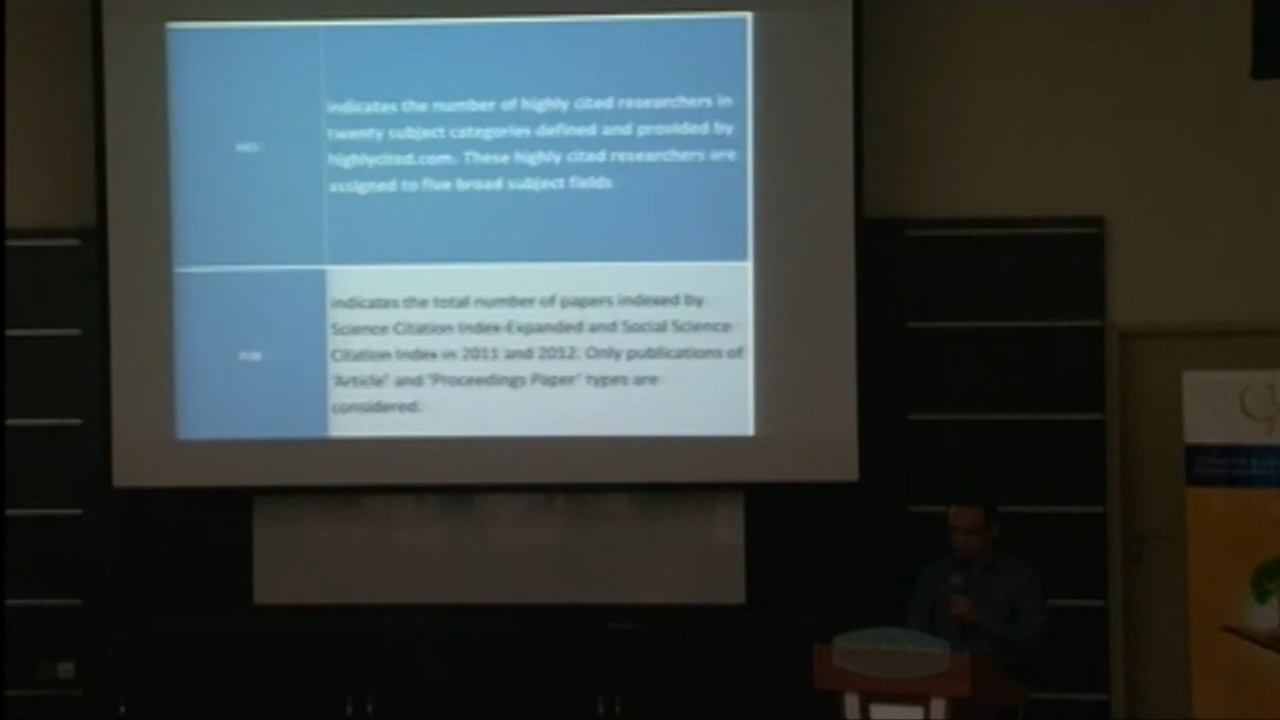 indicates the number of highly cited researchers in
twenty subject categories defined and provided by
highlycited.com. These highly cited researchers are
assigned to five broad subject fields
PUB
indicates the total number of papers indexed by
Science Citation Index-Expanded and Social Science
Citation Index in 2011 and 2012. Only publications of
'Article' and 'Proceedings Paper' types are
considered.